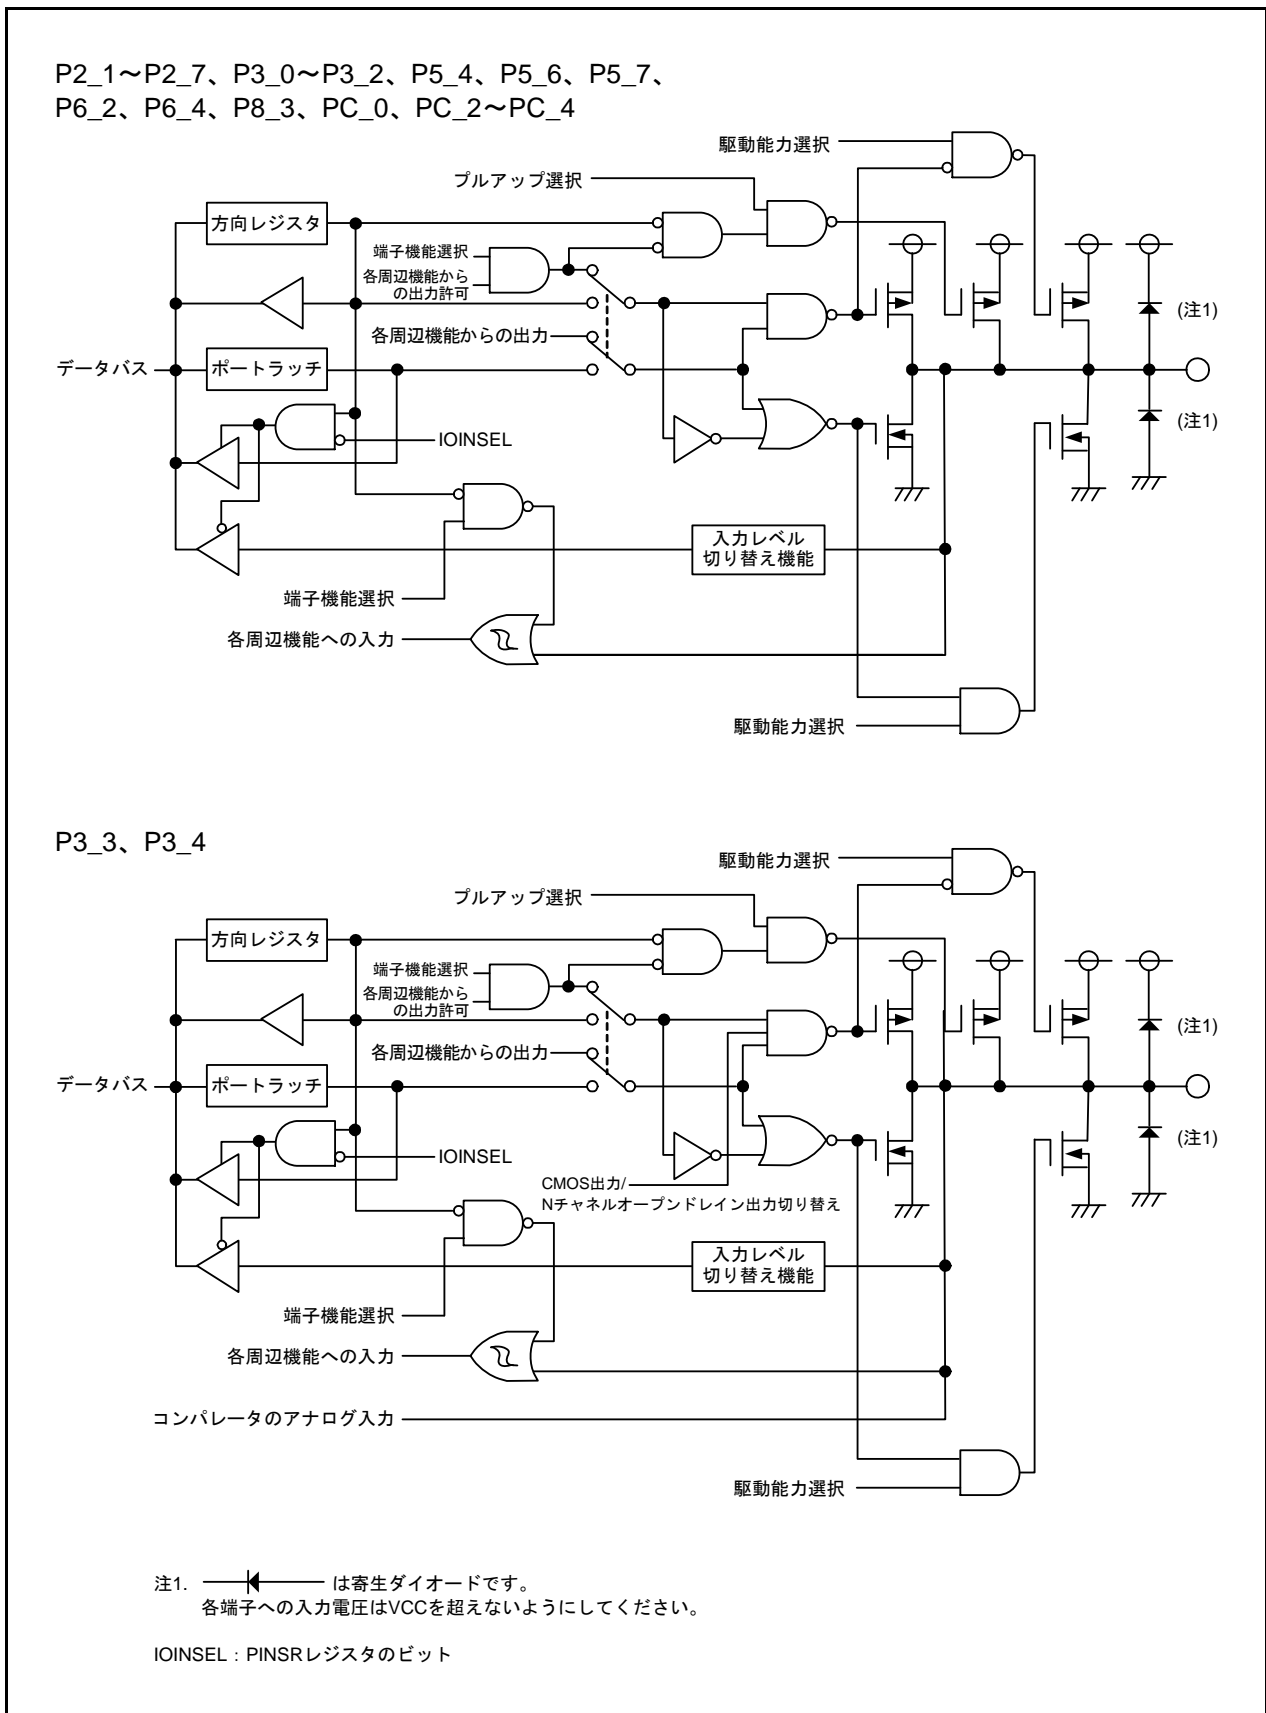 P2_1～P2_7、P3_0～P3_2、P5_4、P5_6、P5_7、
P6_2、P6_4、P8_3、PC_0、PC_2～PC_4
駆動能力選択
プルアップ選択
方向レジスタ
端子機能選択
各周辺機能から
の出力許可
(注1)
各周辺機能からの出力
データバス
ポートラッチ
(注1)
IOINSEL
入力レベル
切り替え機能
端子機能選択
各周辺機能への入力
駆動能力選択
P3_3、P3_4
駆動能力選択
プルアップ選択
方向レジスタ
端子機能選択
各周辺機能から
の出力許可
(注1)
各周辺機能からの出力
データバス
ポートラッチ
(注1)
IOINSEL
CMOS出力/
Nチャネルオープンドレイン出力切り替え
入力レベル
切り替え機能
端子機能選択
各周辺機能への入力
コンパレータのアナログ入力
駆動能力選択
注1. は寄生ダイオードです。
各端子への入力電圧はVCCを超えないようにしてください。
IOINSEL：PINSRレジスタのビット